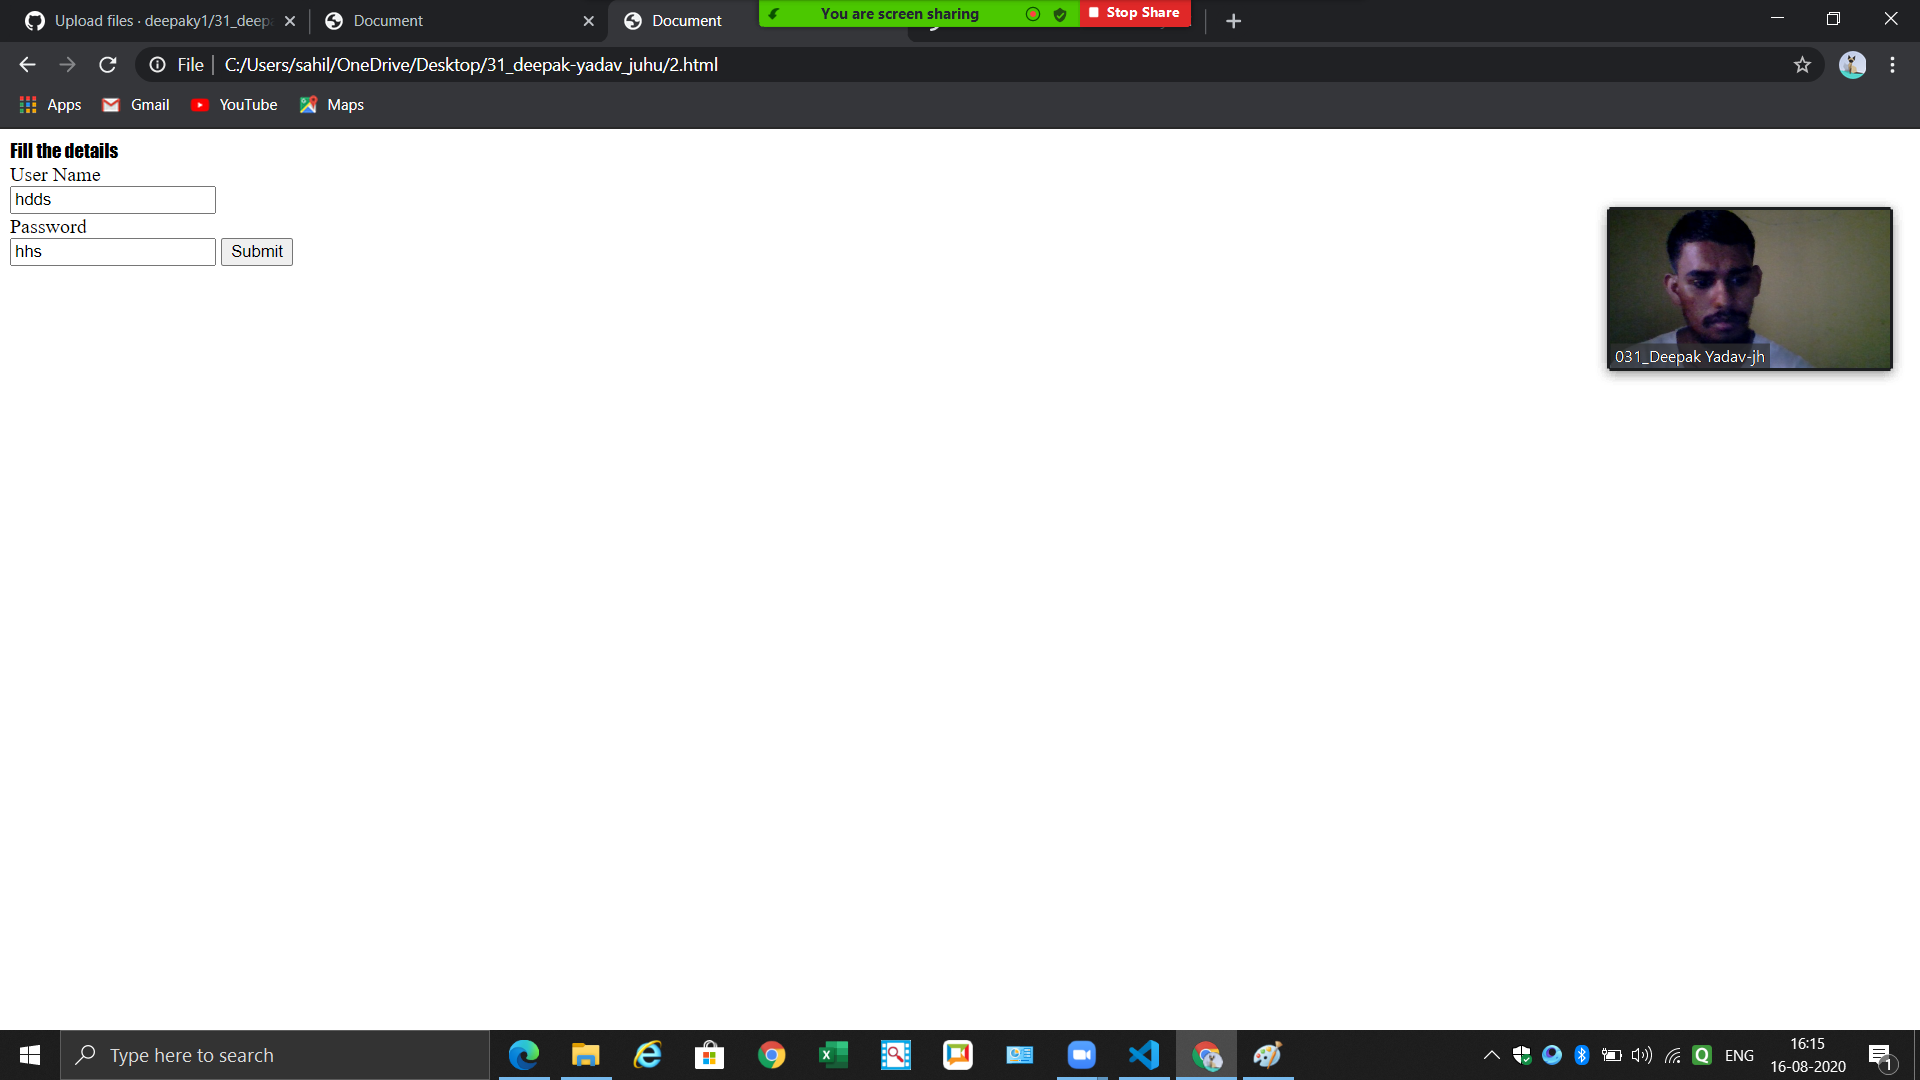 Upload files · deepaky1/31_deep
Document
Document
You are screen sharing
Stop Share
File
C:/Users/sahil/OneDrive/Desktop/31_deepak-yadav_juhu/2.html
Apps
Gmail
YouTube
Maps
Fill the details
User Name
hdds
Password
hhs
Submit
031_Deepak Yadav-jh
Type here to search
ENG
16:15
16-08-2020
1